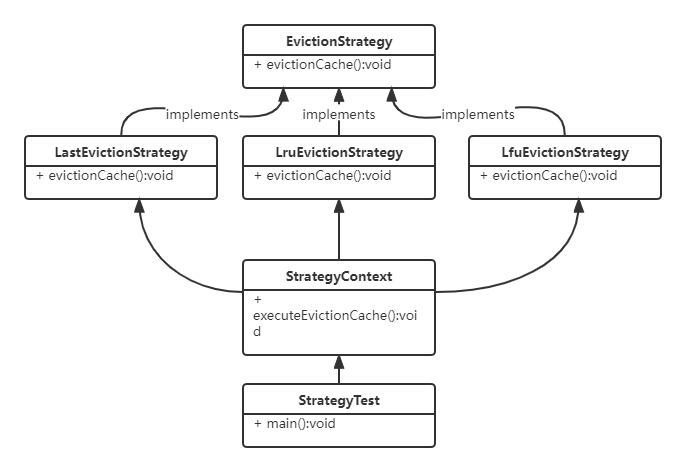 EvictionStrategy
+ evictionCache():void
implements implements implements
LastEvictionStrategy LruEvictionStrategy LfuEvictionStrategy
+ evictionCache():void + evictionCache():void + evictionCache():void
StrategyContext
+
executeEvictionCache():voi
d
StrategyTest
+ main():void